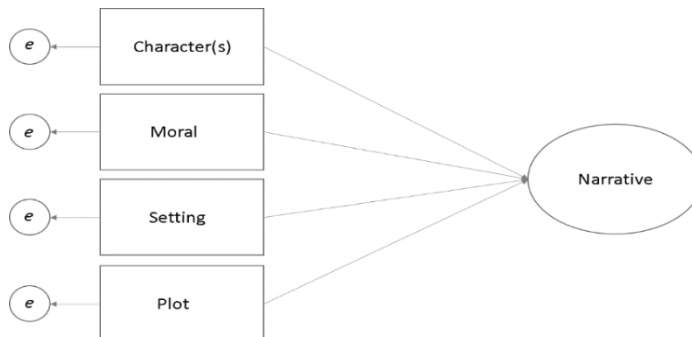 e
Character(s)
e
Moral
Narrative
e
Setting
e
Plot